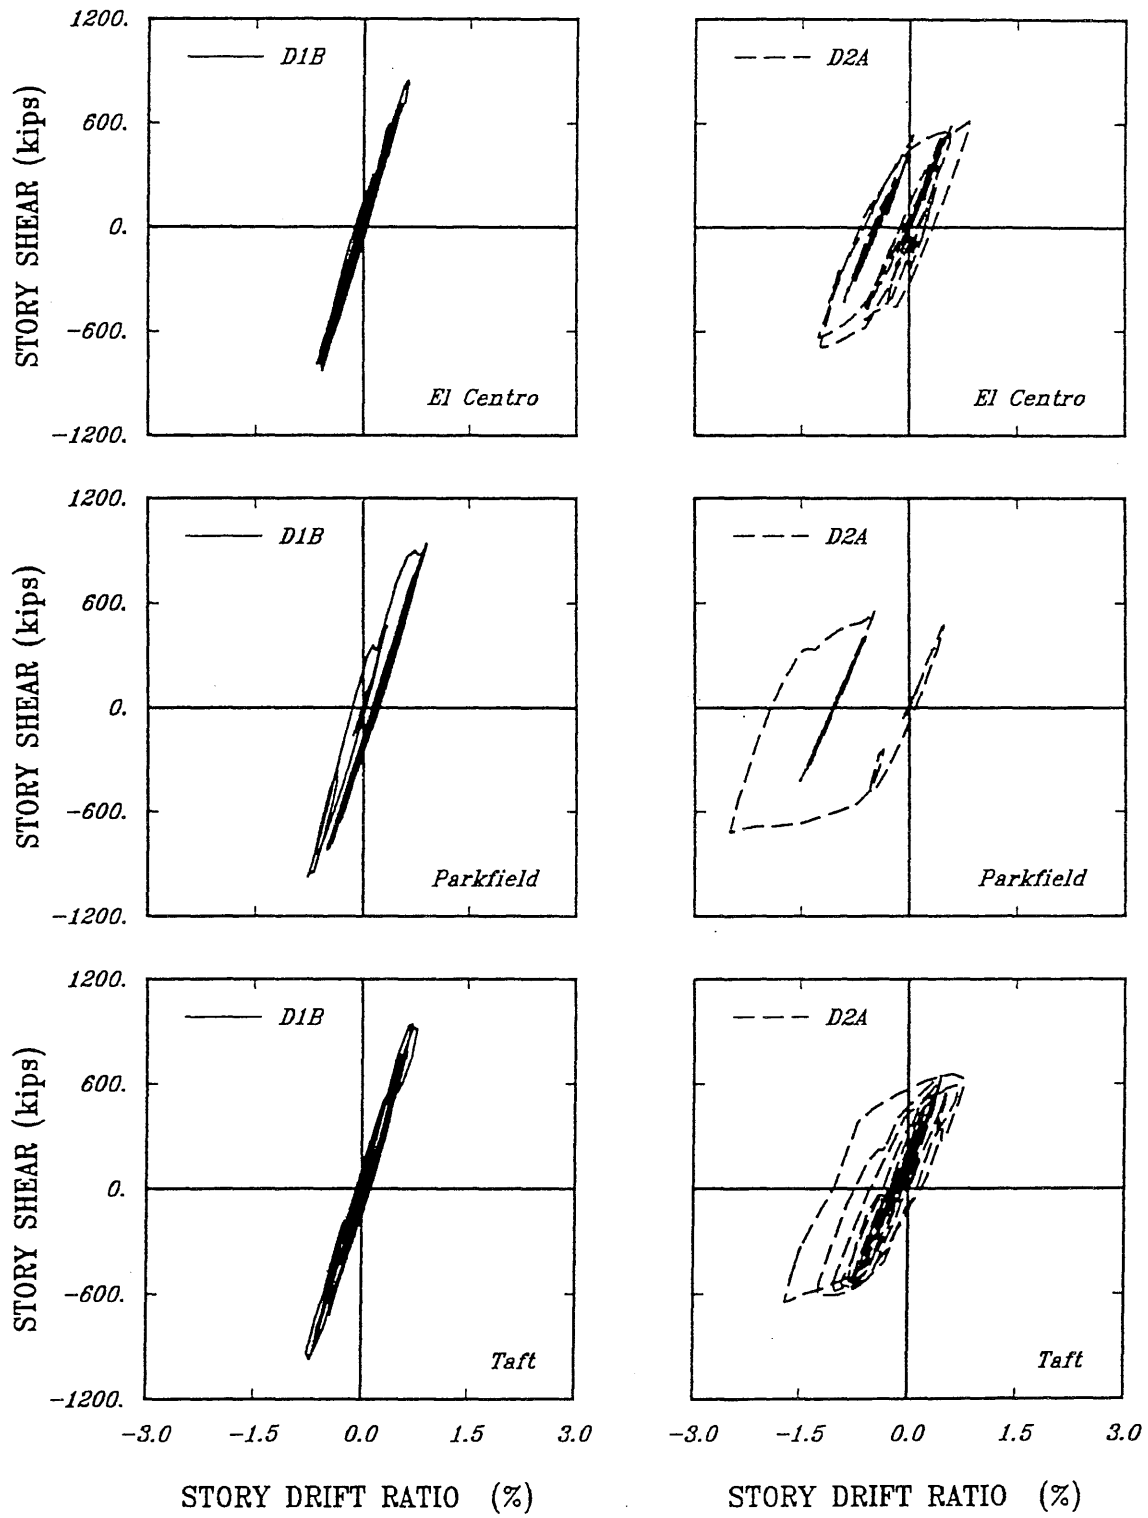 1200.
600.
0.
-600.
-1200.
STORY SHEAR (kips)
D1B
El Centro
D2A
El Centro
1200.
600.
0.
-600.
-1200.
STORY SHEAR (kips)
D1B
Parkfield
D2A
Parkfield
1200.
600.
0.
-600.
-1200.
STORY SHEAR (kips)
D1B
Taft
D2A
Taft
-3.0 -1.5 0.0 1.5 3.0
-3.0 -1.5 0.0 1.5 3.0
STORY DRIFT RATIO (%)
STORY DRIFT RATIO (%)